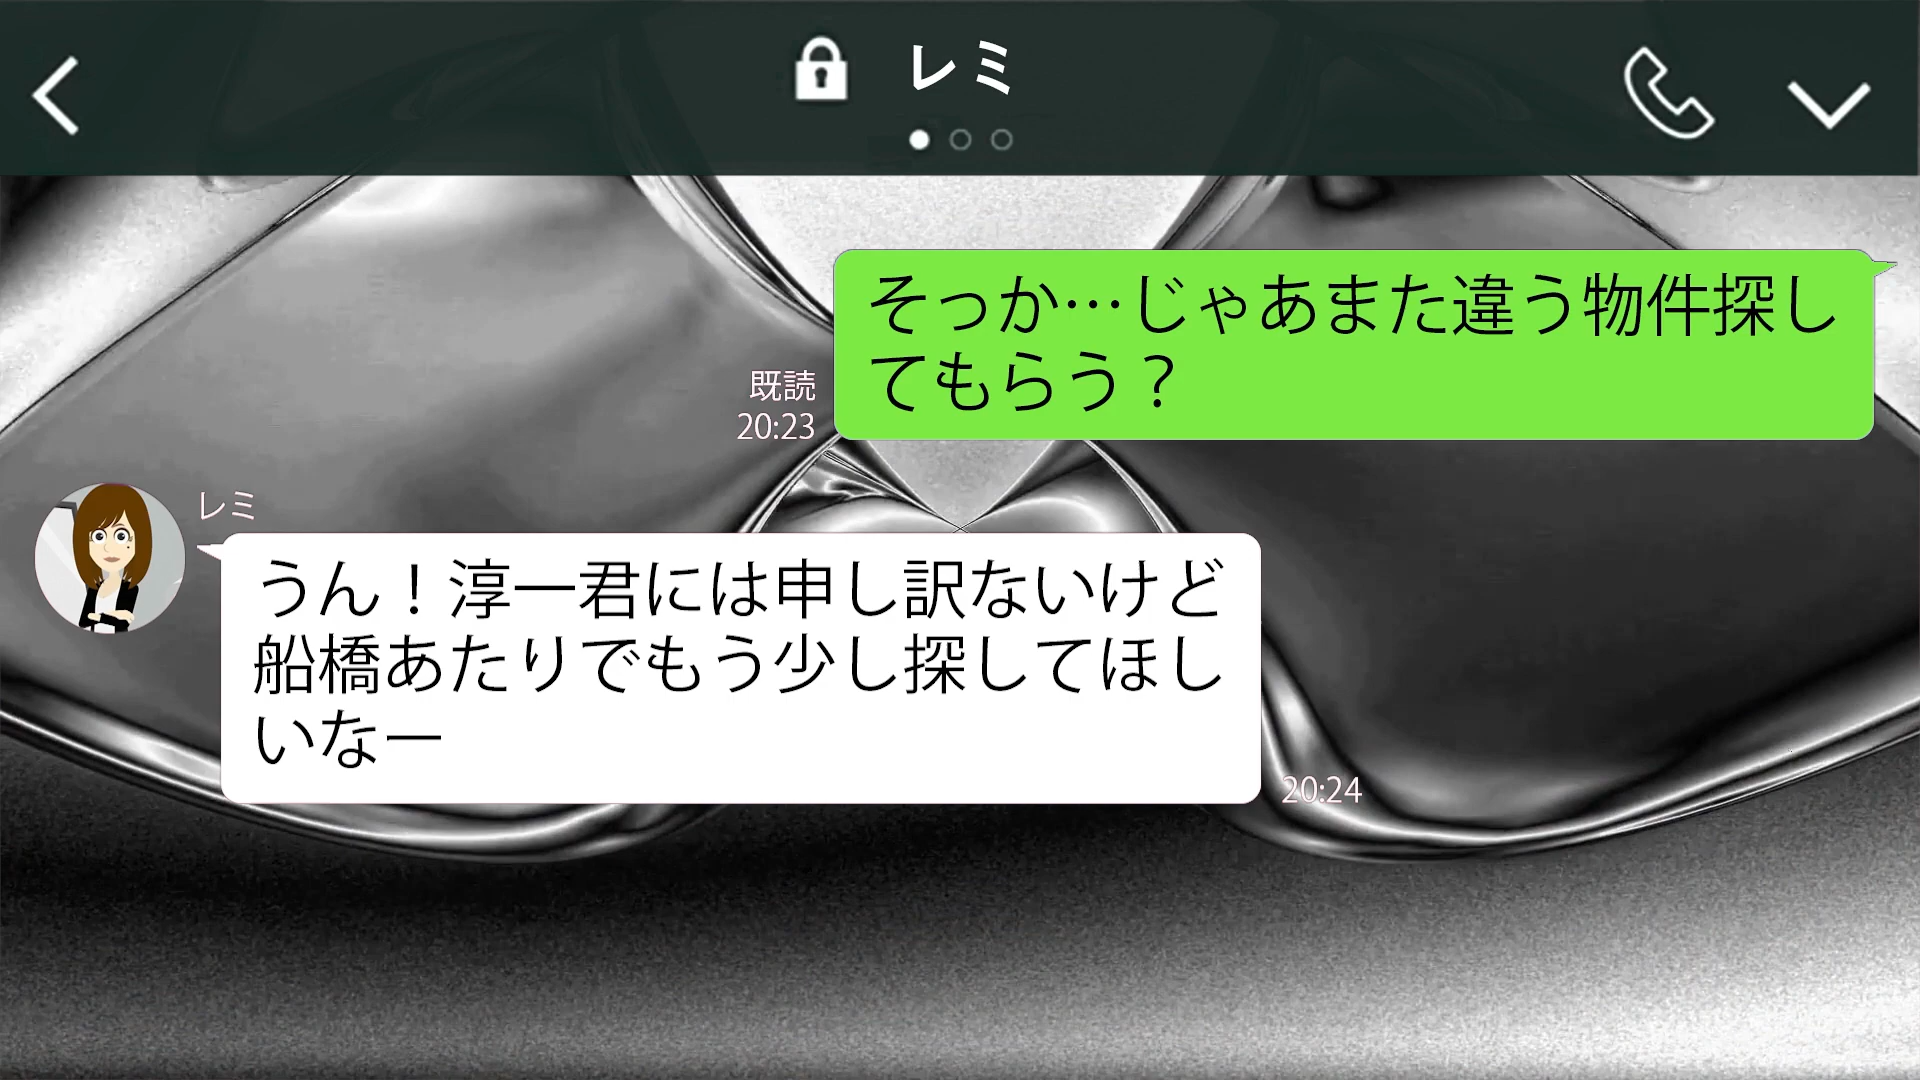 レミ
そっか…じゃあまた違う物件探し
てもらう？
既読
20:23
レミ
うん！淳一君には申し訳ないけど
船橋あたりでもう少し探してほし
いなー
20:24